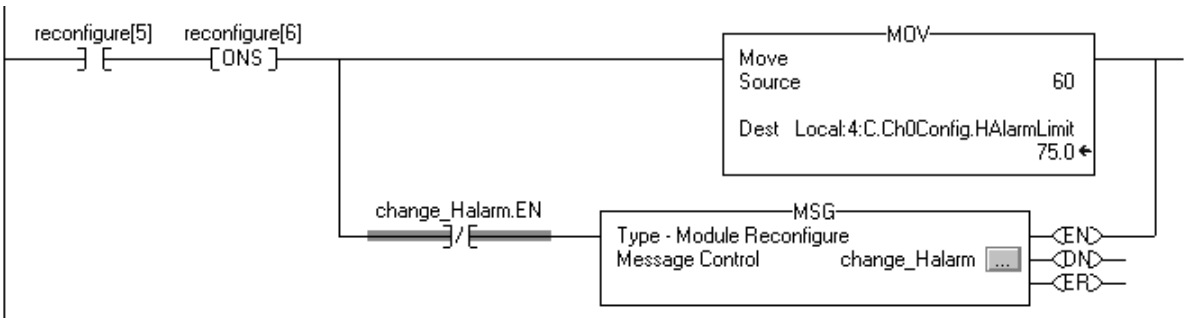 reconfigure[5] reconfigure[6]
ONS
MOV
Move
Source 60
Dest Local:4:C.Ch0Config.HAlarmLimit
75.0
change_Halarm.EN
MSG
Type - Module Reconfigure
Message Control change_Halarm ...
EN
DN
ER